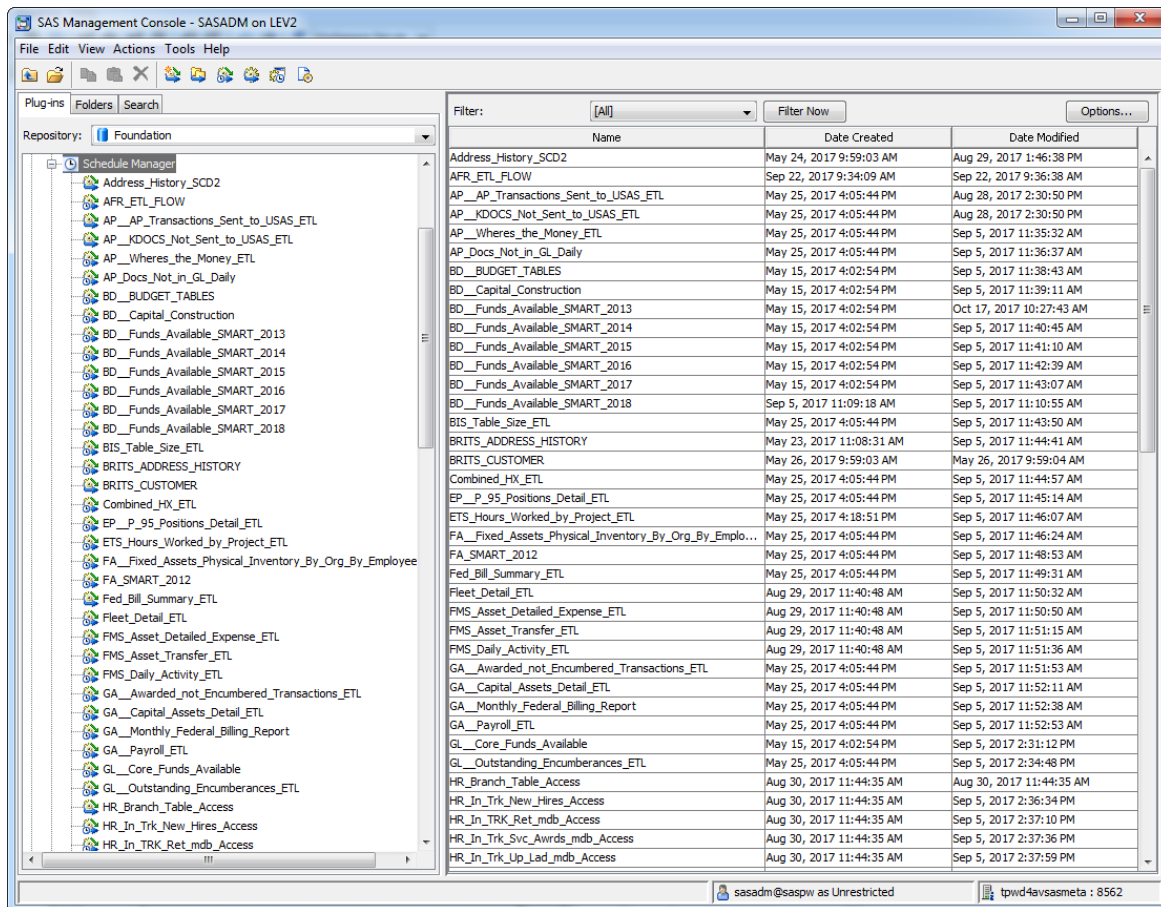 SAS Management Console - SASADM on LEV2
File Edit View Actions Tools Help
Plug-ins Folders Search
Repository: Foundation
Schedule Manager
Address_History_SCD2
AFR_ETL_FLOW
AP__AP_Transactions_Sent_to_USAS_ETL
AP__KDOCS_Not_Sent_to_USAS_ETL
AP__Wheres_the_Money_ETL
AP_Docs_Not_in_GL_Daily
BD__BUDGET_TABLES
BD__Capital_Construction
BD__Funds_Available_SMART_2013
BD__Funds_Available_SMART_2014
BD__Funds_Available_SMART_2015
BD__Funds_Available_SMART_2016
BD__Funds_Available_SMART_2017
BD__Funds_Available_SMART_2018
BIS_Table_Size_ETL
BRITS_ADDRESS_HISTORY
BRITS_CUSTOMER
Combined_HX_ETL
EP__P_95_Positions_Detail_ETL
ETS_Hours_Worked_by_Project_ETL
FA__Fixed_Assets_Physical_Inventory_By_Org_By_Employee
FA_SMART_2012
Fed_Bill_Summary_ETL
Fleet_Detail_ETL
FMS_Asset_Detailed_Expense_ETL
FMS_Asset_Transfer_ETL
FMS_Daily_Activity_ETL
GA__Awarded_not_Encumbered_Transactions_ETL
GA__Capital_Assets_Detail_ETL
GA__Monthly_Federal_Billing_Report
GA__Payroll_ETL
GL__Core_Funds_Available
GL__Outstanding_Encumberances_ETL
HR_Branch_Table_Access
HR_In_Trk_New_Hires_Access
HR_In_TRK_Ret_mdb_Access
Filter: [All] Filter Now Options...
Name Date Created Date Modified
Address_History_SCD2 May 24, 2017 9:59:03 AM Aug 29, 2017 1:46:38 PM
AFR_ETL_FLOW Sep 22, 2017 9:34:09 AM Sep 22, 2017 9:36:38 AM
AP__AP_Transactions_Sent_to_USAS_ETL May 25, 2017 4:05:44 PM Aug 28, 2017 2:30:50 PM
AP__KDOCS_Not_Sent_to_USAS_ETL May 25, 2017 4:05:44 PM Aug 28, 2017 2:30:50 PM
AP__Wheres_the_Money_ETL May 25, 2017 4:05:44 PM Sep 5, 2017 11:35:32 AM
AP_Docs_Not_in_GL_Daily May 25, 2017 4:05:44 PM Sep 5, 2017 11:36:37 AM
BD__BUDGET_TABLES May 15, 2017 4:02:54 PM Sep 5, 2017 11:38:43 AM
BD__Capital_Construction May 15, 2017 4:02:54 PM Sep 5, 2017 11:39:11 AM
BD__Funds_Available_SMART_2013 May 15, 2017 4:02:54 PM Oct 17, 2017 10:27:43 AM
BD__Funds_Available_SMART_2014 May 15, 2017 4:02:54 PM Sep 5, 2017 11:40:45 AM
BD__Funds_Available_SMART_2015 May 15, 2017 4:02:54 PM Sep 5, 2017 11:41:10 AM
BD__Funds_Available_SMART_2016 May 15, 2017 4:02:54 PM Sep 5, 2017 11:42:39 AM
BD__Funds_Available_SMART_2017 May 15, 2017 4:02:54 PM Sep 5, 2017 11:43:07 AM
BD__Funds_Available_SMART_2018 Sep 5, 2017 11:09:18 AM Sep 5, 2017 11:10:55 AM
BIS_Table_Size_ETL May 25, 2017 4:05:44 PM Sep 5, 2017 11:43:50 AM
BRITS_ADDRESS_HISTORY May 23, 2017 11:08:31 AM Sep 5, 2017 11:44:41 AM
BRITS_CUSTOMER May 26, 2017 9:59:03 AM May 26, 2017 9:59:04 AM
Combined_HX_ETL May 25, 2017 4:05:44 PM Sep 5, 2017 11:44:57 AM
EP__P_95_Positions_Detail_ETL May 25, 2017 4:05:44 PM Sep 5, 2017 11:45:14 AM
ETS_Hours_Worked_by_Project_ETL May 25, 2017 4:18:51 PM Sep 5, 2017 11:46:07 AM
FA__Fixed_Assets_Physical_Inventory_By_Org_By_Emplo... May 25, 2017 4:05:44 PM Sep 5, 2017 11:46:24 AM
FA_SMART_2012 May 25, 2017 4:05:44 PM Sep 5, 2017 11:48:53 AM
Fed_Bill_Summary_ETL May 25, 2017 4:05:44 PM Sep 5, 2017 11:49:31 AM
Fleet_Detail_ETL Aug 29, 2017 11:40:48 AM Sep 5, 2017 11:50:32 AM
FMS_Asset_Detailed_Expense_ETL Aug 29, 2017 11:40:48 AM Sep 5, 2017 11:50:50 AM
FMS_Asset_Transfer_ETL Aug 29, 2017 11:40:48 AM Sep 5, 2017 11:51:15 AM
FMS_Daily_Activity_ETL Aug 29, 2017 11:40:48 AM Sep 5, 2017 11:51:36 AM
GA__Awarded_not_Encumbered_Transactions_ETL May 25, 2017 4:05:44 PM Sep 5, 2017 11:51:53 AM
GA__Capital_Assets_Detail_ETL May 25, 2017 4:05:44 PM Sep 5, 2017 11:52:11 AM
GA__Monthly_Federal_Billing_Report May 25, 2017 4:05:44 PM Sep 5, 2017 11:52:38 AM
GA__Payroll_ETL May 25, 2017 4:05:44 PM Sep 5, 2017 11:52:53 AM
GL__Core_Funds_Available May 15, 2017 4:02:54 PM Sep 5, 2017 2:31:12 PM
GL__Outstanding_Encumberances_ETL May 25, 2017 4:05:44 PM Sep 5, 2017 2:34:48 PM
HR_Branch_Table_Access Aug 30, 2017 11:44:35 AM Aug 30, 2017 11:44:35 AM
HR_In_Trk_New_Hires_Access Aug 30, 2017 11:44:35 AM Sep 5, 2017 2:36:34 PM
HR_In_TRK_Ret_mdb_Access Aug 30, 2017 11:44:35 AM Sep 5, 2017 2:37:10 PM
HR_In_Trk_Svc_Awrds_mdb_Access Aug 30, 2017 11:44:35 AM Sep 5, 2017 2:37:36 PM
HR_In_Trk_Up_Lad_mdb_Access Aug 30, 2017 11:44:35 AM Sep 5, 2017 2:37:59 PM
sasadm@saspw as Unrestricted tpwd4avsasmeta : 8562